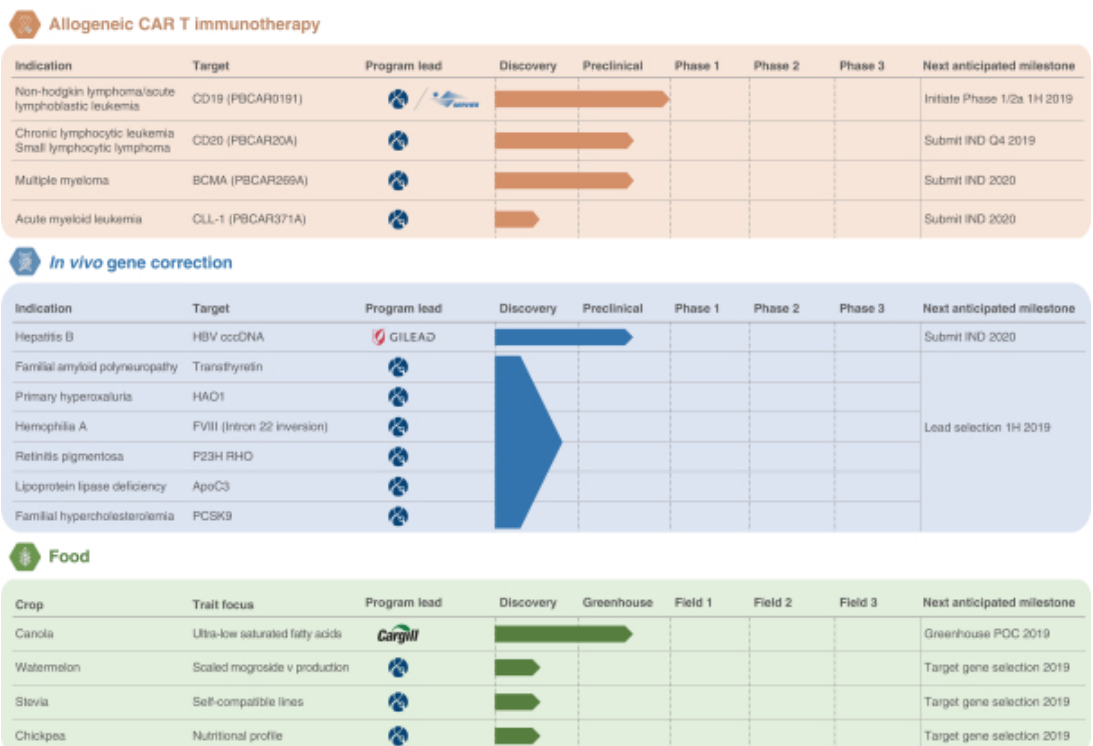 Allogeneic CAR T immunotherapy
Indication Target Program lead Discovery Preclinical Phase 1 Phase 2 Phase 3 Next anticipated milestone
Non-hodgkin lymphoma/acute
lymphoblastic leukemia CD19 (PBCAR0191) / Initiate Phase 1/2a 1H 2019
Chronic lymphocytic leukemia
Small lymphocytic lymphoma CD20 (PBCAR20A) Submit IND Q4 2019
Multiple myeloma BCMA (PBCAR269A) Submit IND 2020
Acute myeloid leukemia CLL-1 (PBCAR371A) Submit IND 2020
In vivo gene correction
Indication Target Program lead Discovery Preclinical Phase 1 Phase 2 Phase 3 Next anticipated milestone
Hepatitis B HBV cccDNA GILEAD Submit IND 2020
Familial amyloid polyneuropathy Transthyretin
Primary hyperoxaluria HAO1
Hemophilia A FVIII (Intron 22 inversion) Lead selection 1H 2019
Retinitis pigmentosa P23H RHO
Lipoprotein lipase deficiency ApoC3
Familial hypercholesterolemia PCSK9
Food
Crop Trait focus Program lead Discovery Greenhouse Field 1 Field 2 Field 3 Next anticipated milestone
Canola Ultra-low saturated fatty acids Cargill Greenhouse POC 2019
Watermelon Scaled mogroside v production Target gene selection 2019
Stevia Self-compatible lines Target gene selection 2019
Chickpea Nutritional profile Target gene selection 2019